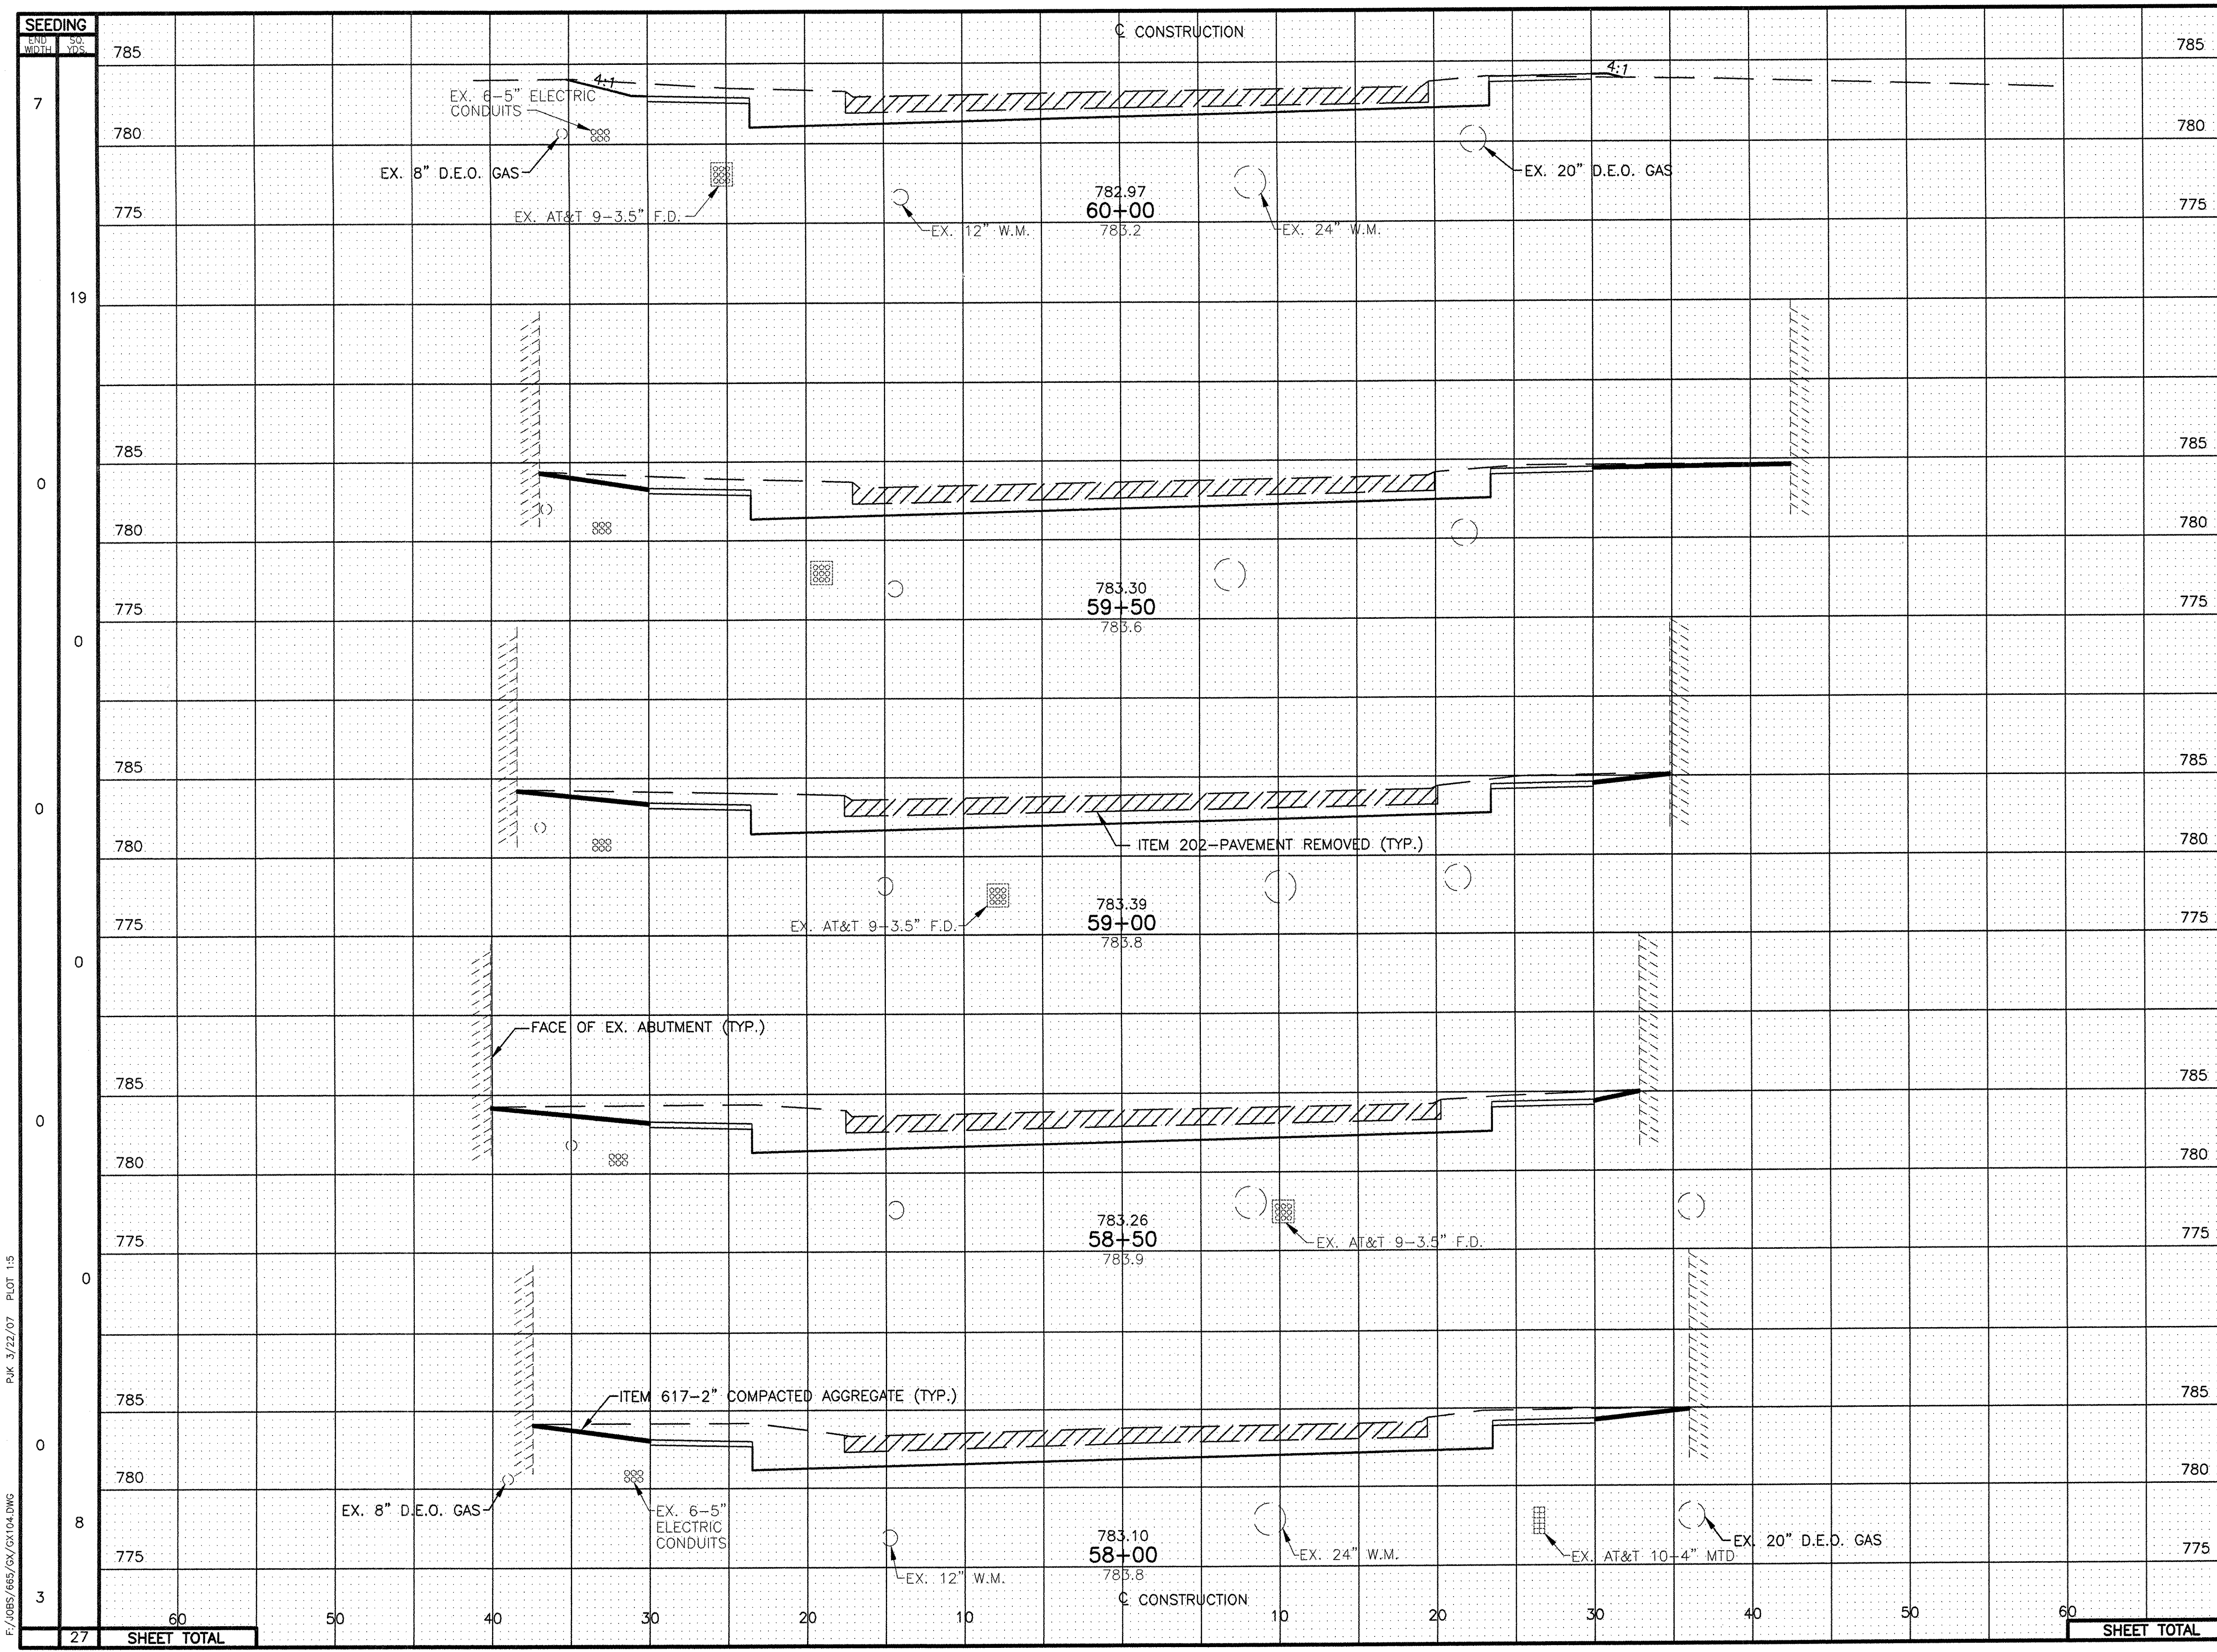 SEEDING
END WIDTH
SQ. YDS.
℄ CONSTRUCTION
785
785
7
4:1
4:1
EX. 6-5" ELECTRIC
CONDUITS
780
780
EX. 8" D.E.O. GAS
EX. 20" D.E.O. GAS
782.97
EX. AT&T 9-3.5" F.D.
60+00
775
775
EX. 12" W.M.
783.2
EX. 24" W.M.
19
785
785
0
780
780
783.30
59+50
775
775
783.6
0
785
785
0
780
ITEM 202-PAVEMENT REMOVED (TYP.)
780
783.39
EX. AT&T 9-3.5" F.D.
59+00
775
775
783.8
0
FACE OF EX. ABUTMENT (TYP.)
785
785
0
780
780
783.26
58+50
775
775
EX. AT&T 9-3.5" F.D.
783.9
0
ITEM 617-2" COMPACTED AGGREGATE (TYP.)
785
785
0
780
780
EX. 8" D.E.O. GAS
EX. 6-5"
ELECTRIC
CONDUITS
8
783.10
EX. 20" D.E.O. GAS
58+00
775
775
EX. 24" W.M.
EX. AT&T 10-4" MTD
EX. 12" W.M.
783.8
3
℄ CONSTRUCTION
60 50 40 30 20 10 10 20 30 40 50 60
27 SHEET TOTAL
SHEET TOTAL
F:/JOBS/665/GX/GX104.DWG PJK 3/22/07 PLOT 1:5